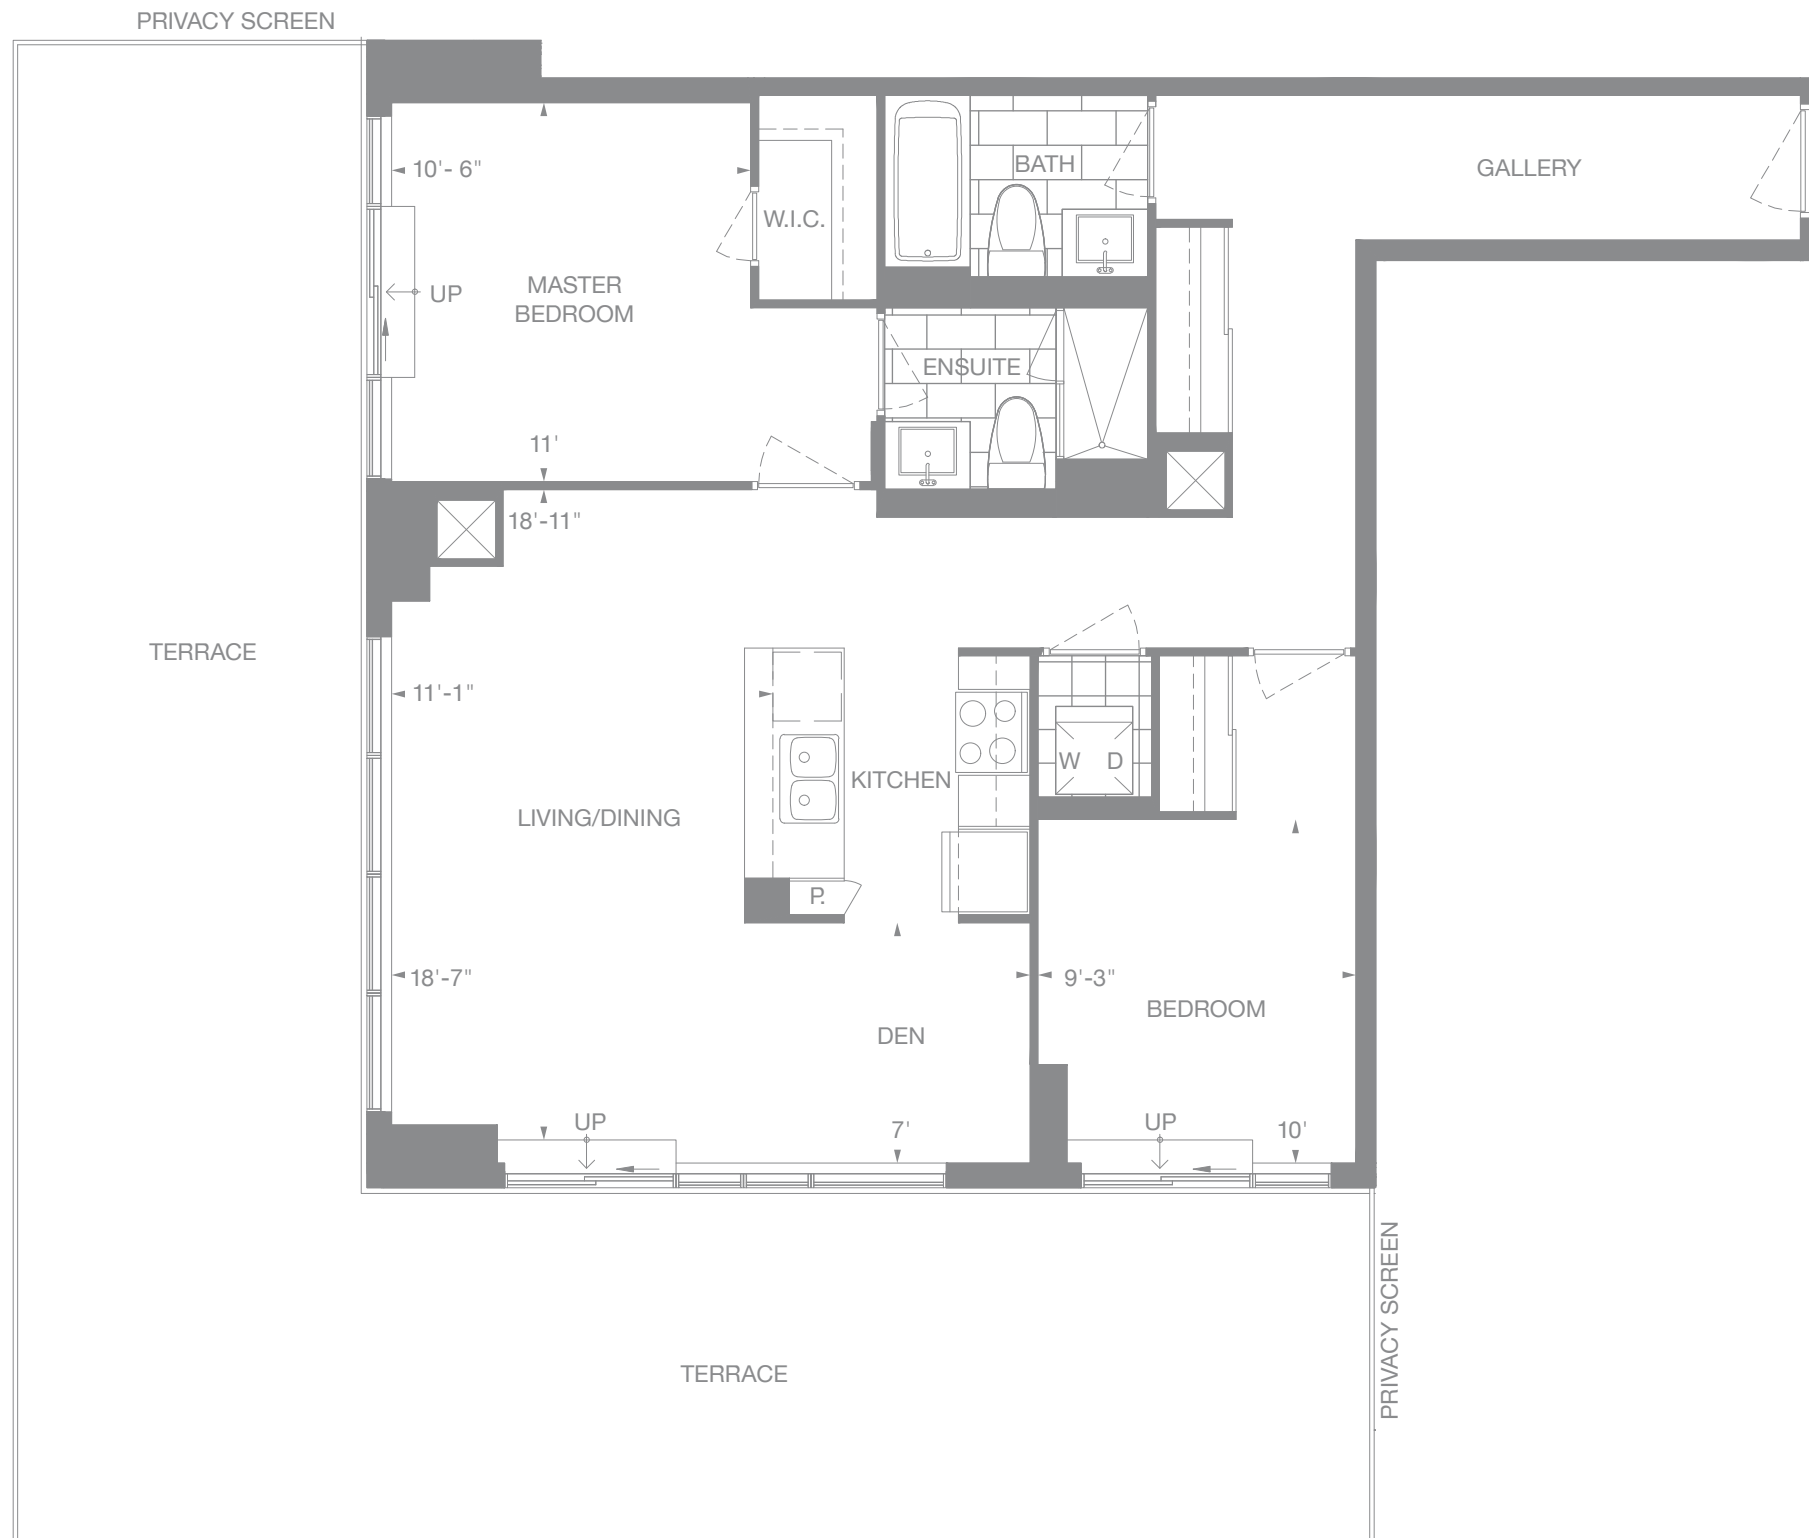 PRIVACY SCREEN
10'- 6"
W.I.C.
BATH
GALLERY
UP
MASTER
BEDROOM
ENSUITE
11'
18'-11"
TERRACE
11'-1"
LIVING/DINING
KITCHEN
W D
P.
18'-7"
DEN
9'-3"
BEDROOM
UP
7'
UP
10'
TERRACE
PRIVACY SCREEN